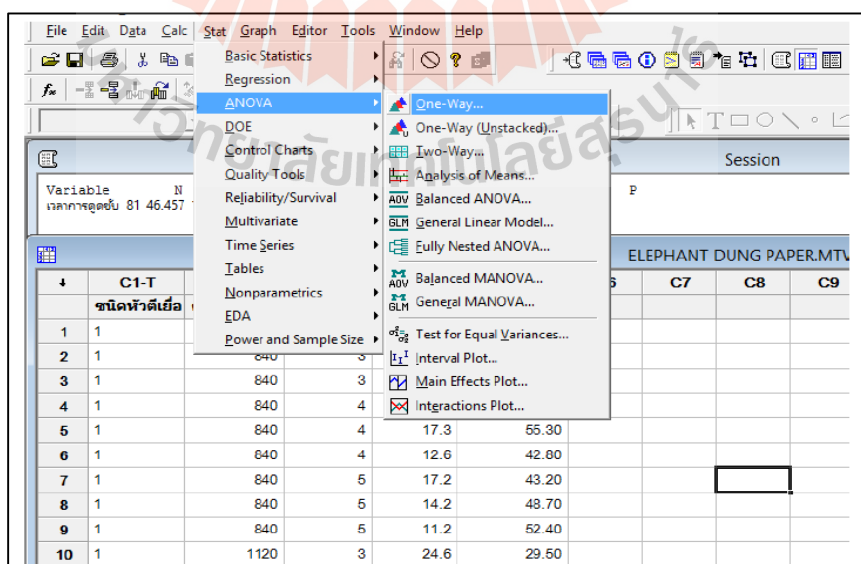 File Edit Data Calc Stat Graph Editor Tools Window Help
Basic Statistics
Regression
ANOVA
DOE
Control Charts
Quality Tools
Reliability/Survival
Multivariate
Time Series
Tables
Nonparametrics
EDA
Power and Sample Size
One-Way...
One-Way (Unstacked)...
Two-Way...
Analysis of Means...
Balanced ANOVA...
General Linear Model...
Fully Nested ANOVA...
Balanced MANOVA...
General MANOVA...
Test for Equal Variances...
Interval Plot...
Main Effects Plot...
Interactions Plot...
Session
Variable N P
เวลาการดูดซับ 81 46.457
ELEPHANT DUNG PAPER.MTW
C1-T C7 C8 C9
ชนิดหัวตีเยื่อ
1 1
2 1 840 3
3 1 840 3
4 1 840 4
5 1 840 4 17.3 55.30
6 1 840 4 12.6 42.80
7 1 840 5 17.2 43.20
8 1 840 5 14.2 48.70
9 1 840 5 11.2 52.40
10 1 1120 3 24.6 29.50